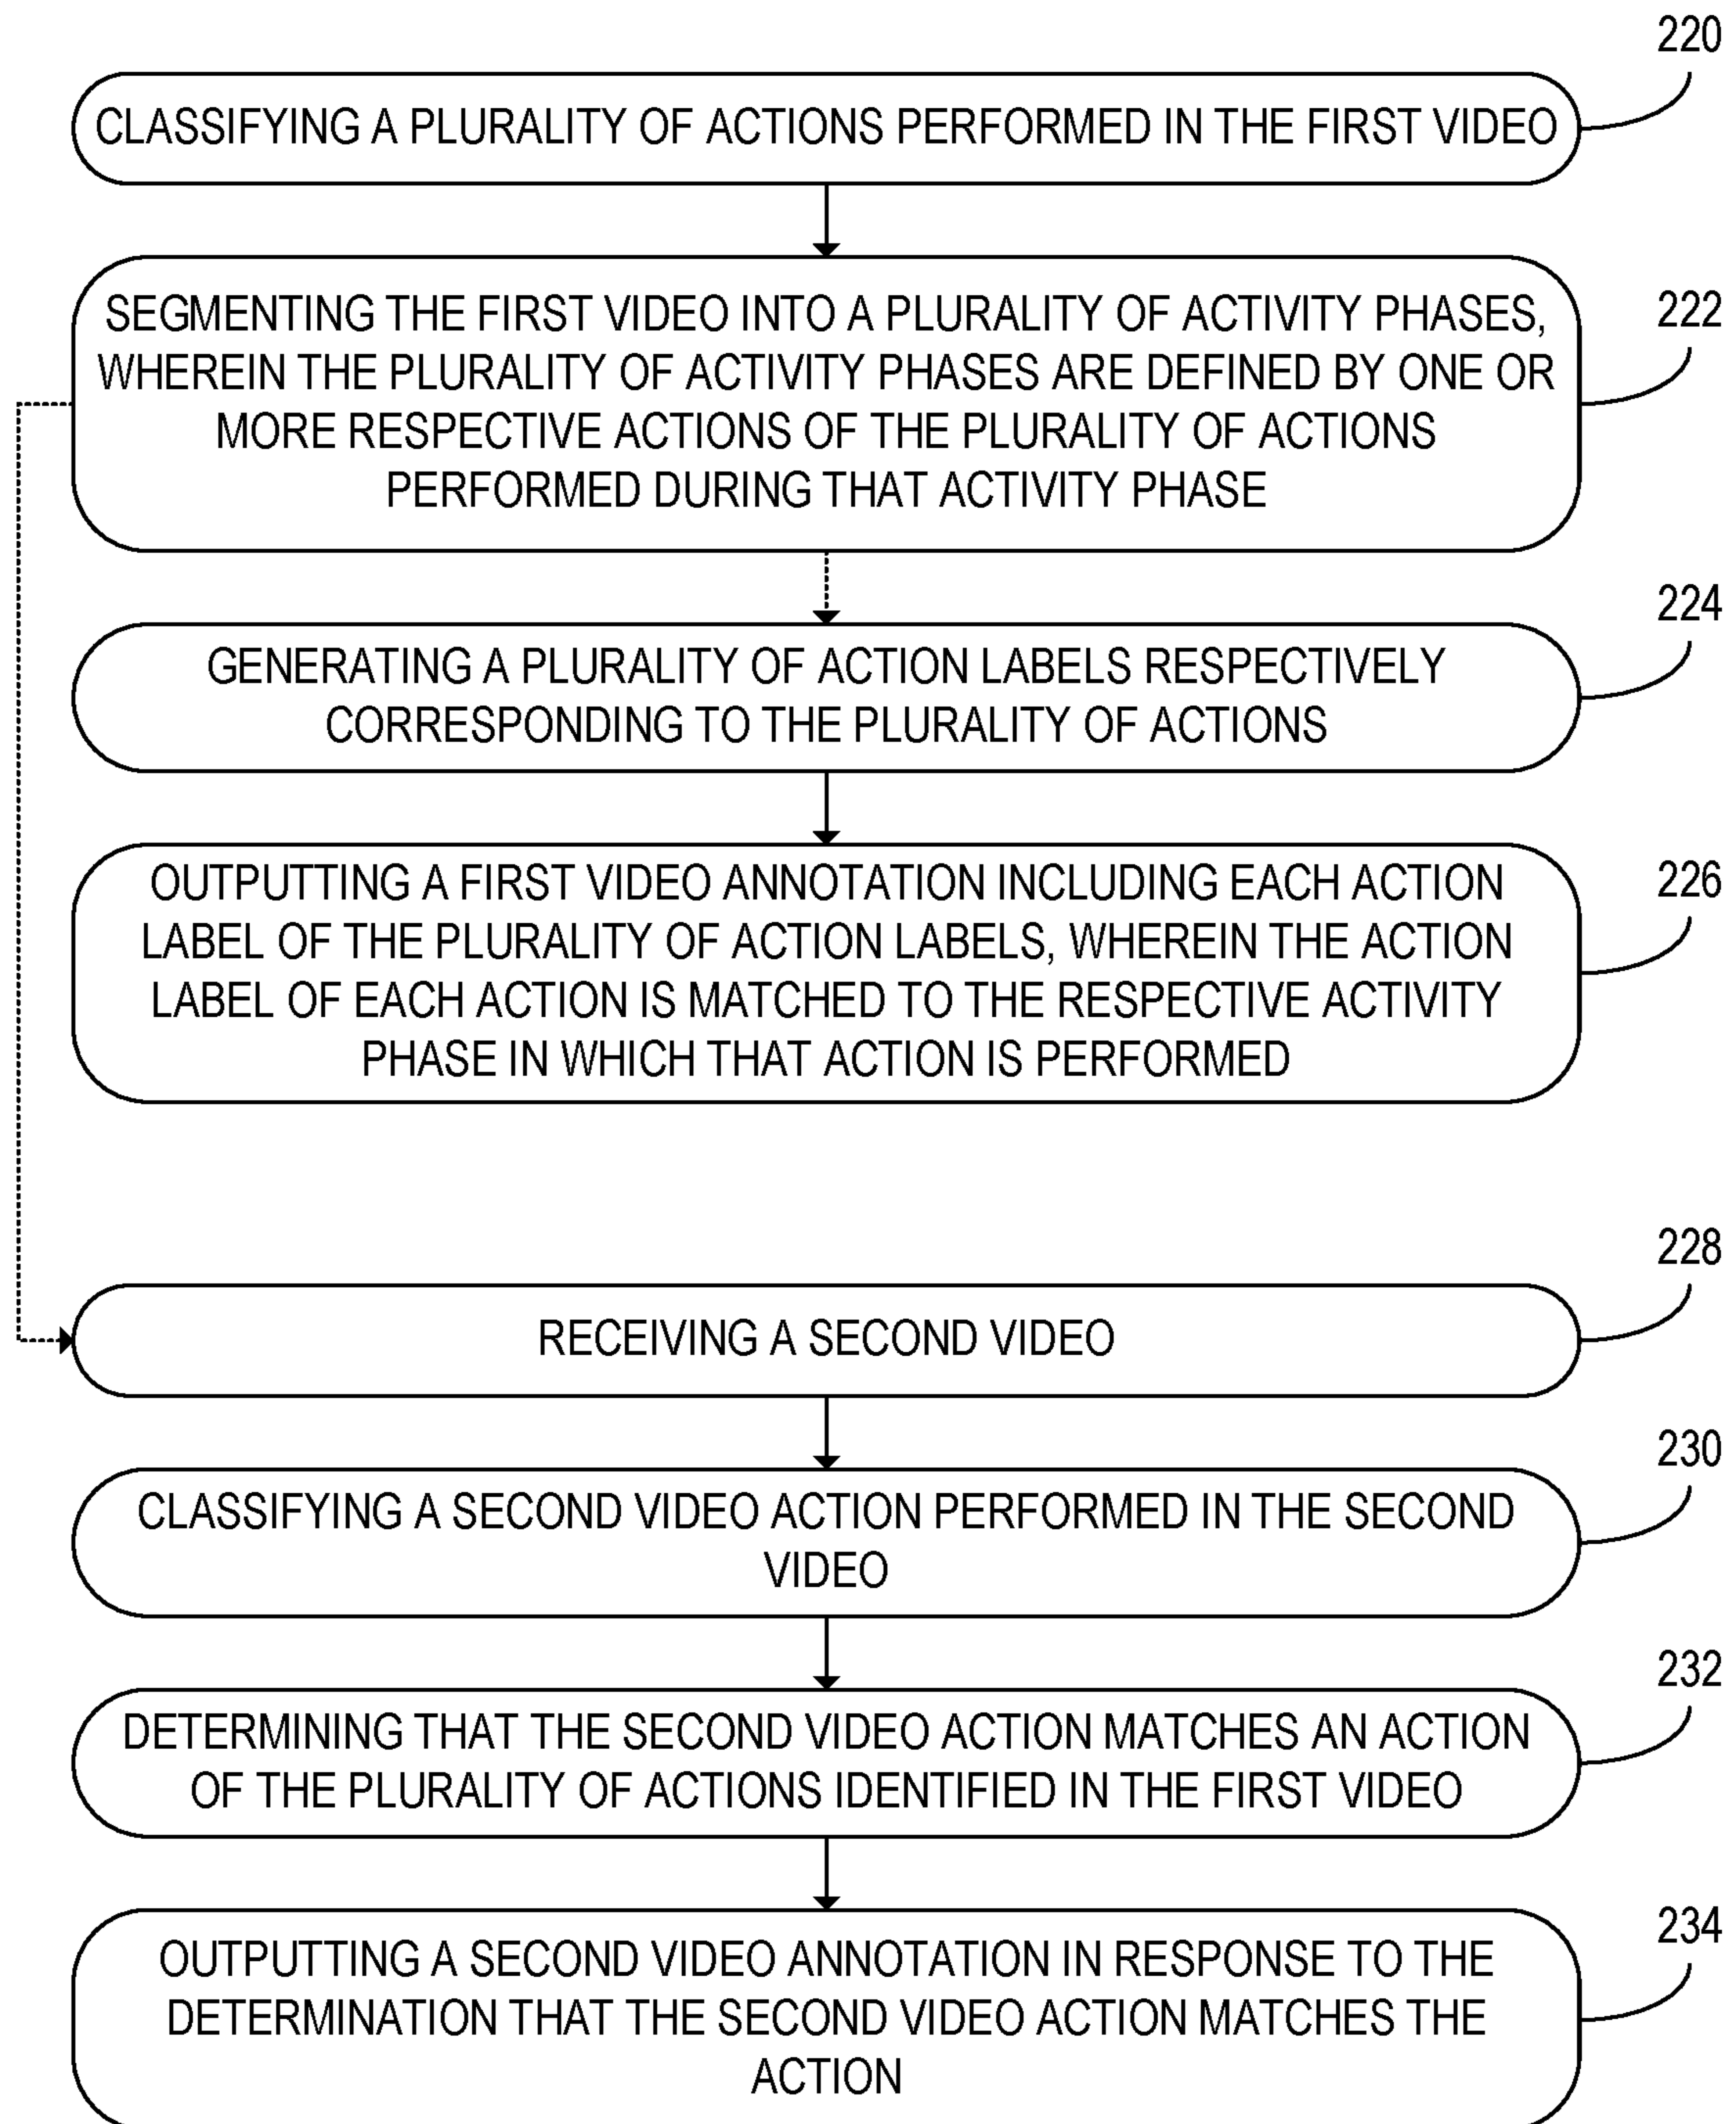 220
CLASSIFYING A PLURALITY OF ACTIONS PERFORMED IN THE FIRST VIDEO
222
SEGMENTING THE FIRST VIDEO INTO A PLURALITY OF ACTIVITY PHASES,
WHEREIN THE PLURALITY OF ACTIVITY PHASES ARE DEFINED BY ONE OR
MORE RESPECTIVE ACTIONS OF THE PLURALITY OF ACTIONS
PERFORMED DURING THAT ACTIVITY PHASE
224
GENERATING A PLURALITY OF ACTION LABELS RESPECTIVELY
CORRESPONDING TO THE PLURALITY OF ACTIONS
226
OUTPUTTING A FIRST VIDEO ANNOTATION INCLUDING EACH ACTION
LABEL OF THE PLURALITY OF ACTION LABELS, WHEREIN THE ACTION
LABEL OF EACH ACTION IS MATCHED TO THE RESPECTIVE ACTIVITY
PHASE IN WHICH THAT ACTION IS PERFORMED
228
RECEIVING A SECOND VIDEO
230
CLASSIFYING A SECOND VIDEO ACTION PERFORMED IN THE SECOND
VIDEO
232
DETERMINING THAT THE SECOND VIDEO ACTION MATCHES AN ACTION
OF THE PLURALITY OF ACTIONS IDENTIFIED IN THE FIRST VIDEO
234
OUTPUTTING A SECOND VIDEO ANNOTATION IN RESPONSE TO THE
DETERMINATION THAT THE SECOND VIDEO ACTION MATCHES THE
ACTION